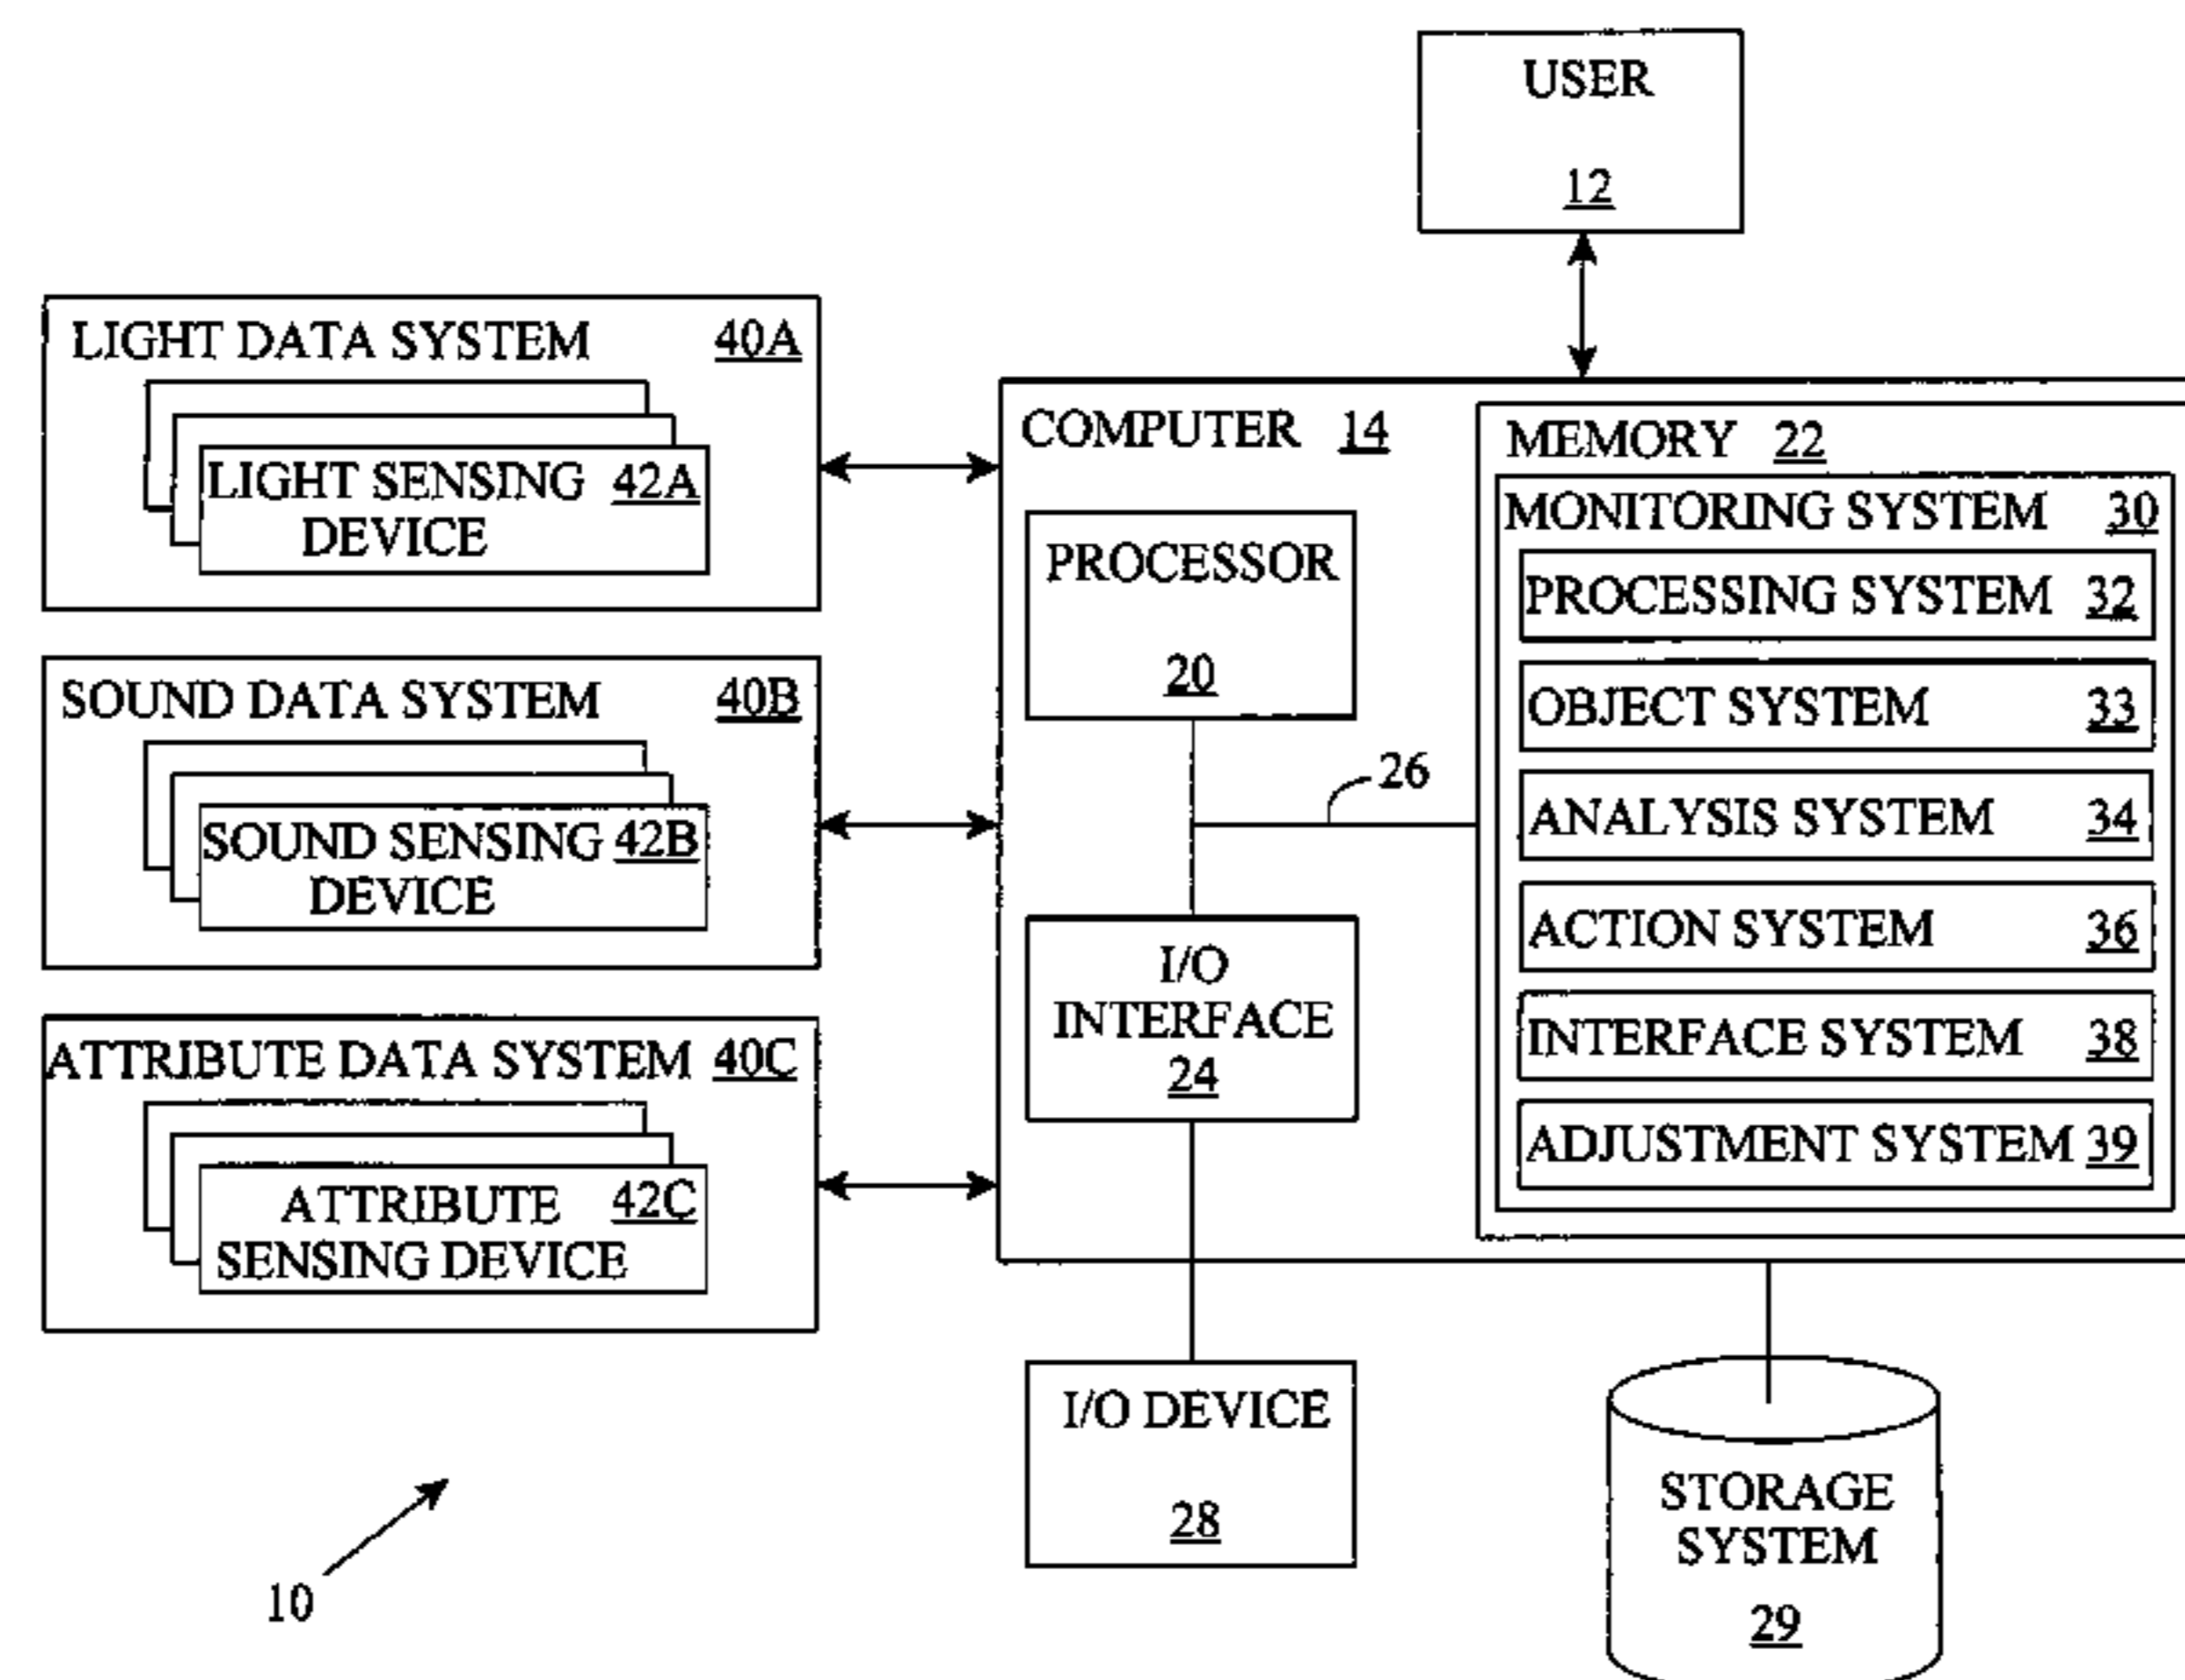 USER
12
LIGHT DATA SYSTEM 40A
LIGHT SENSING 42A
DEVICE
SOUND DATA SYSTEM 40B
SOUND SENSING 42B
DEVICE
ATTRIBUTE DATA SYSTEM 40C
ATTRIBUTE 42C
SENSING DEVICE
COMPUTER 14
PROCESSOR
20
26
I/O
INTERFACE
24
MEMORY 22
MONITORING SYSTEM 30
PROCESSING SYSTEM 32
OBJECT SYSTEM 33
ANALYSIS SYSTEM 34
ACTION SYSTEM 36
INTERFACE SYSTEM 38
ADJUSTMENT SYSTEM 39
I/O DEVICE
28
STORAGE
SYSTEM
29
10